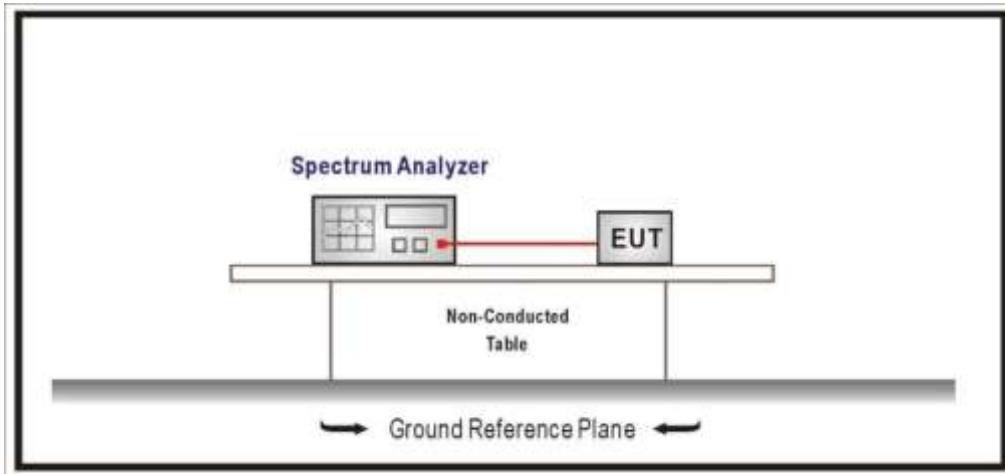 Spectrum Analyzer
EUT
Non-Conducted
Table
Ground Reference Plane